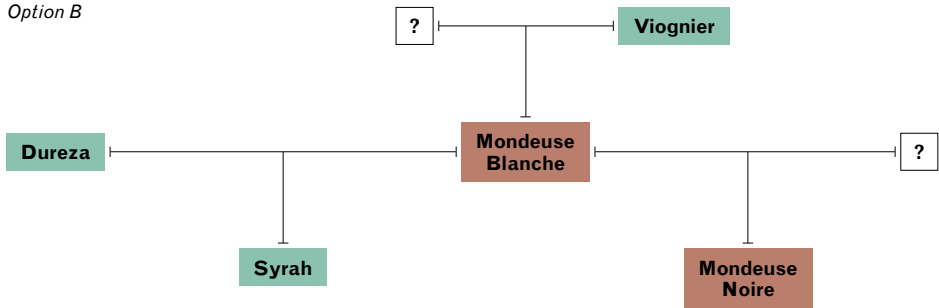 Option B
?
Viognier
Dureza
Mondeuse
Blanche
?
Syrah
Mondeuse
Noire